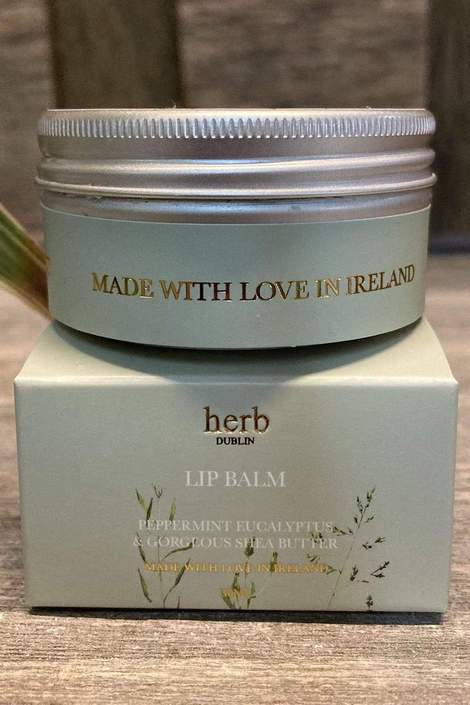 MADE WITH LOVE IN IRELAND
herb
DUBLIN
LIP BALM
PEPPERMINT EUCALYPTUS
& GORGEOUS SHEA BUTTER
MADE WITH LOVE IN IRELAND